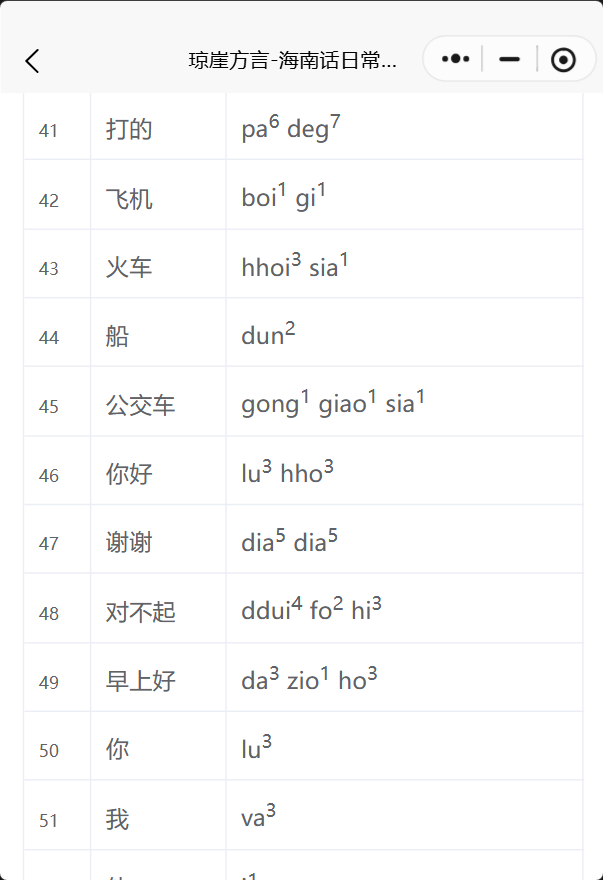 琼崖方言-海南话日常...
41 打的 pa⁶ deg⁷
42 飞机 boi¹ gi¹
43 火车 hhoi³ sia¹
44 船 dun²
45 公交车 gong¹ giao¹ sia¹
46 你好 lu³ hho³
47 谢谢 dia⁵ dia⁵
48 对不起 ddui⁴ fo² hi³
49 早上好 da³ zio¹ ho³
50 你 lu³
51 我 va³